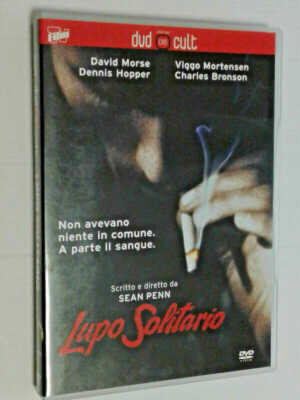 dvd cult
David Morse
Viggo Mortensen
Dennis Hopper
Charles Bronson
Non avevano
niente in comune.
A parte il sangue.
Scritto e diretto da
SEAN PENN
Lupo Solitario
DVD
VIDEO